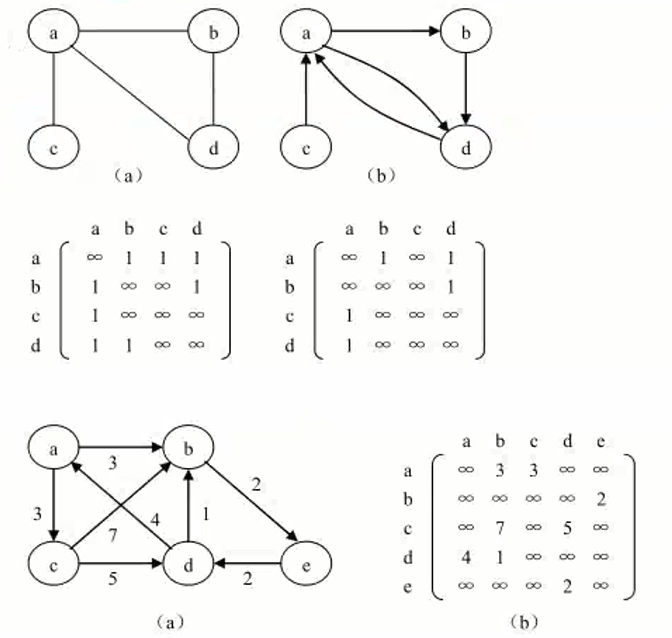 a b a b
c d c d
(a) (b)
a b c d a b c d
a ∞ 1 1 1 a ∞ 1 ∞ 1
b 1 ∞ ∞ 1 b ∞ ∞ ∞ 1
c 1 ∞ ∞ ∞ c 1 ∞ ∞ ∞
d 1 1 ∞ ∞ d 1 ∞ ∞ ∞
a 3 b
3 7 4 1 2
c 5 d 2 e
(a)
a b c d e
a ∞ 3 3 ∞ ∞
b ∞ ∞ ∞ ∞ 2
c ∞ 7 ∞ 5 ∞
d 4 1 ∞ ∞ ∞
e ∞ ∞ ∞ 2 ∞
(b)